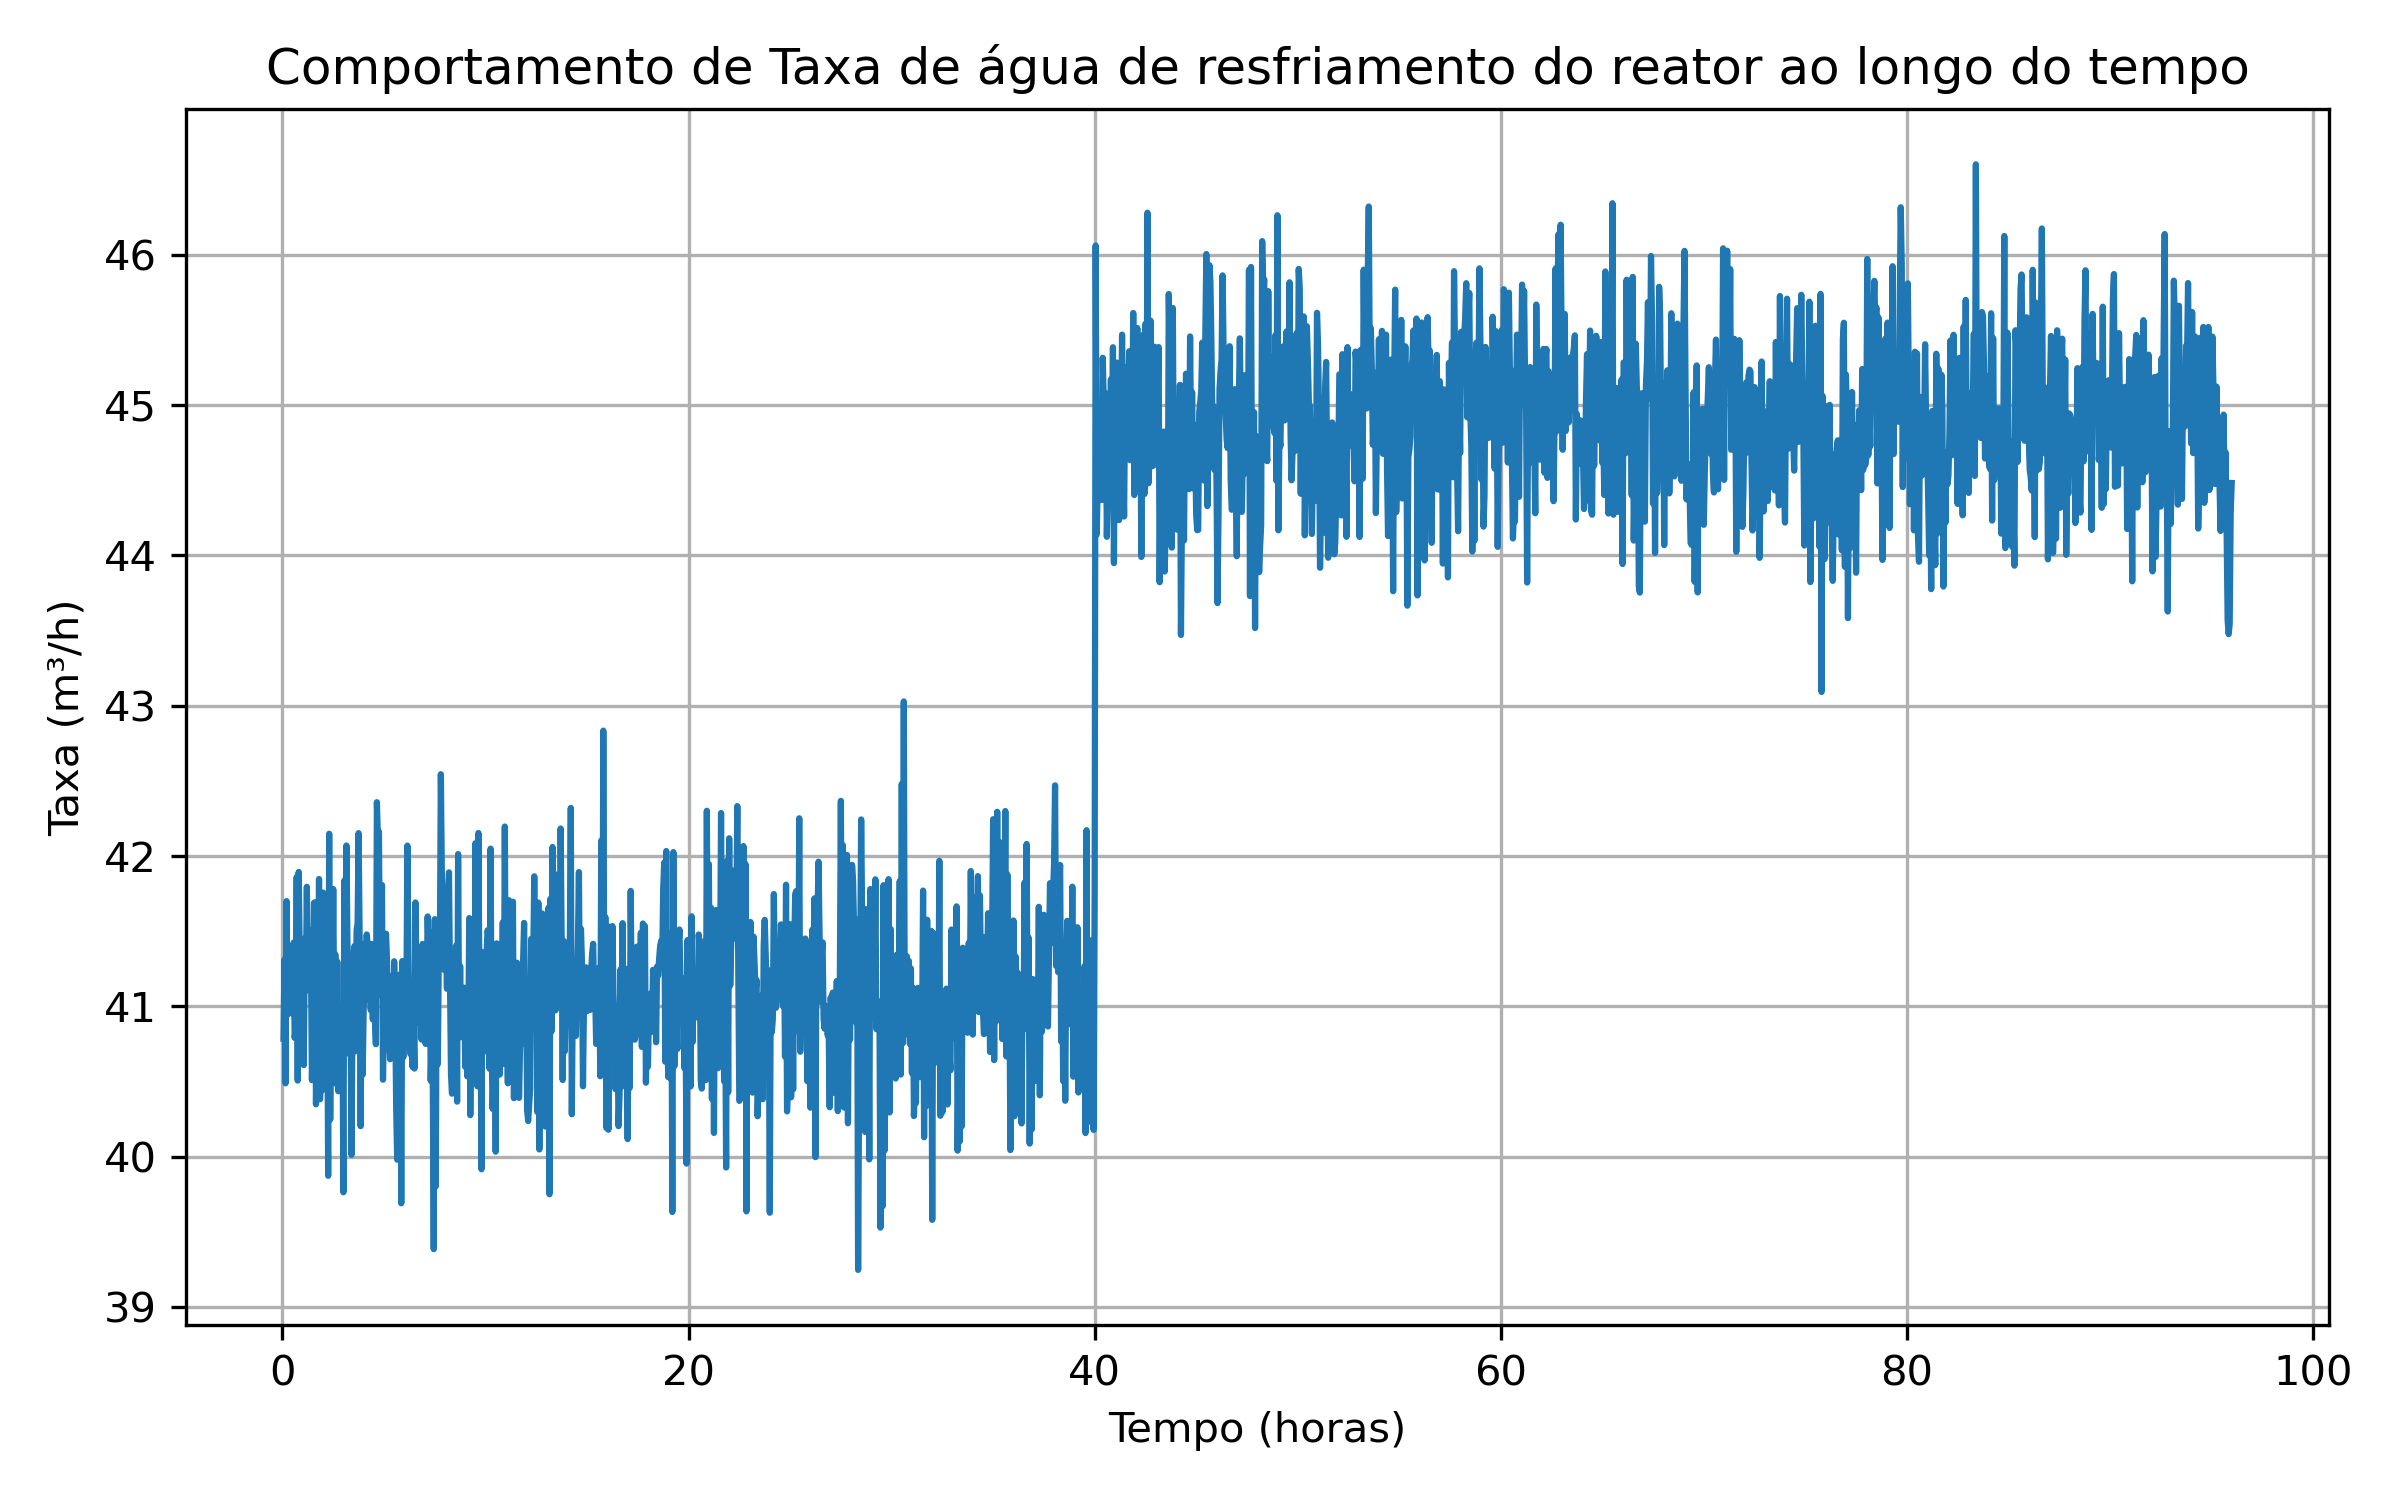 Comportamento de Taxa de água de resfriamento do reator ao longo do tempo
46
45
44
43
42
41
40
39
Taxa (m³/h)
0 20 40 60 80 100
Tempo (horas)